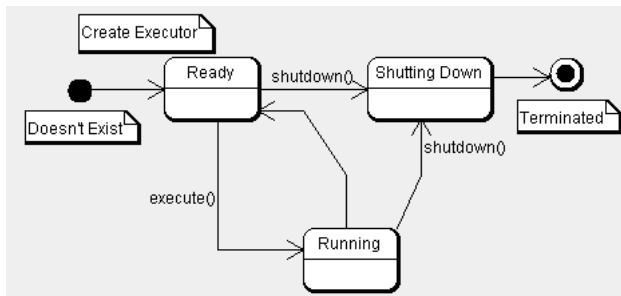 Create Executor
Ready
shutdown()
Shutting Down
Doesn't Exist
Terminated
shutdown()
execute()
Running